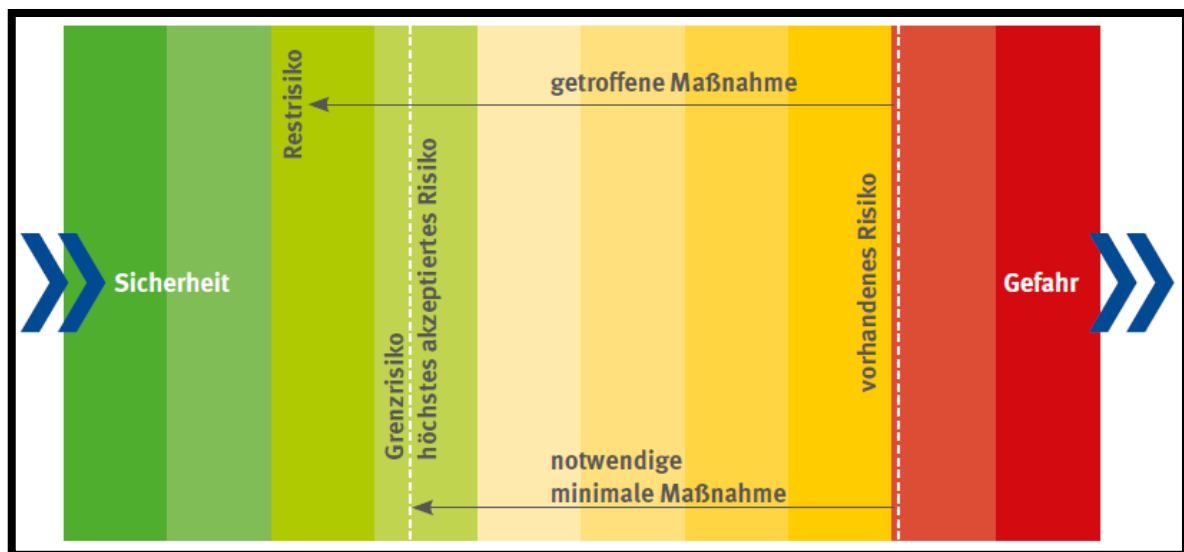 Restrisiko
getroffene Maßnahme
Sicherheit
Grenzrisiko
höchstes akzeptiertes Risiko
vorhandenes Risiko
Gefahr
notwendige
minimale Maßnahme